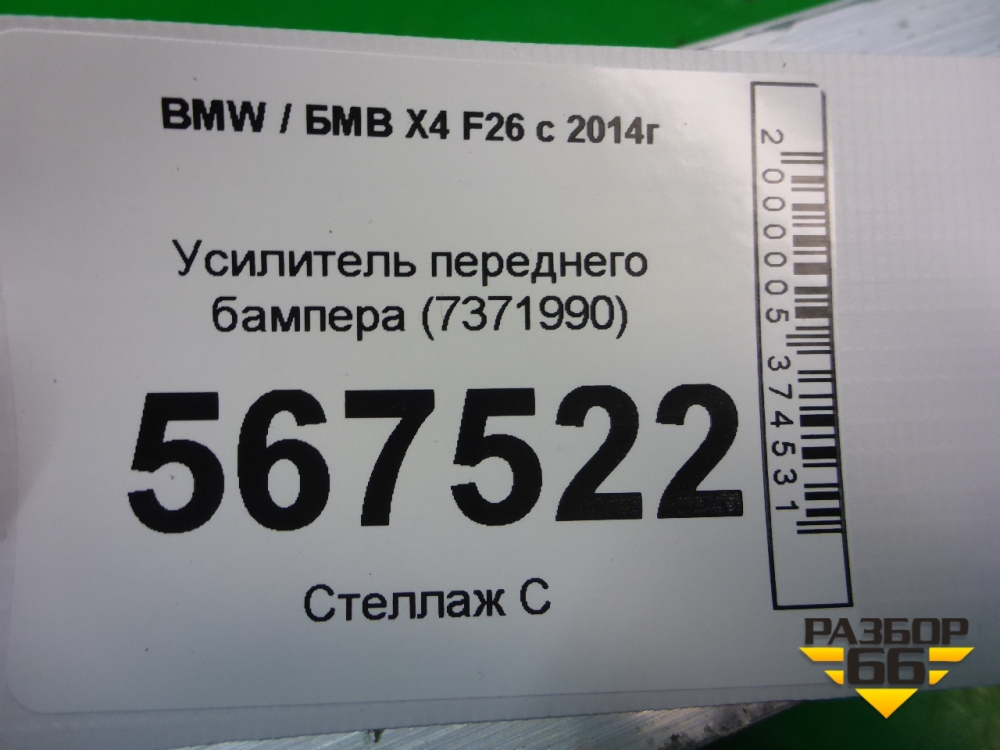 BMW / БМВ X4 F26 с 2014г
Усилитель переднего
бампера (7371990)
567522
Стеллаж С
2000005374531
РАЗБОР
66